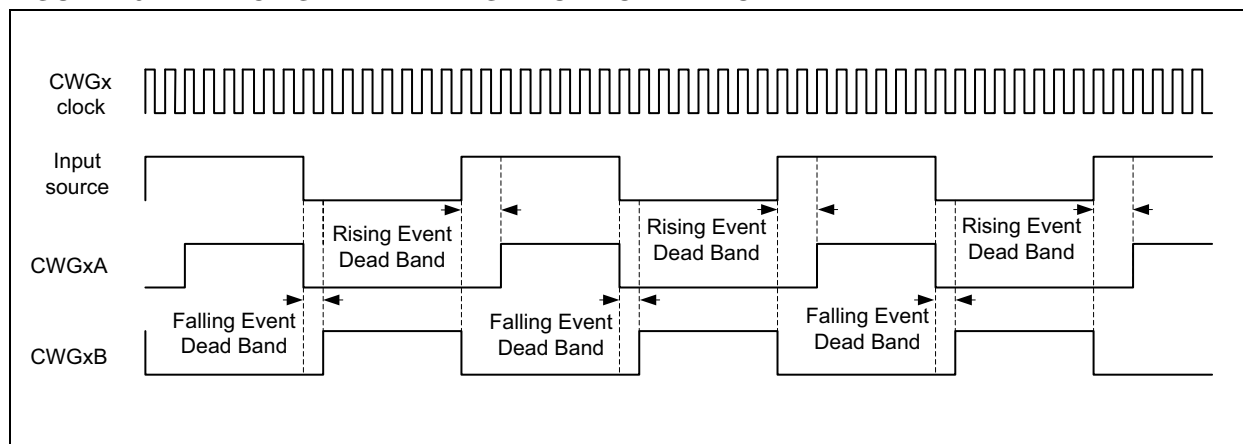 CWGx
clock
Input
source
Rising Event
Dead Band
Rising Event
Dead Band
Rising Event
Dead Band
CWGxA
Falling Event
Dead Band
Falling Event
Dead Band
Falling Event
Dead Band
CWGxB